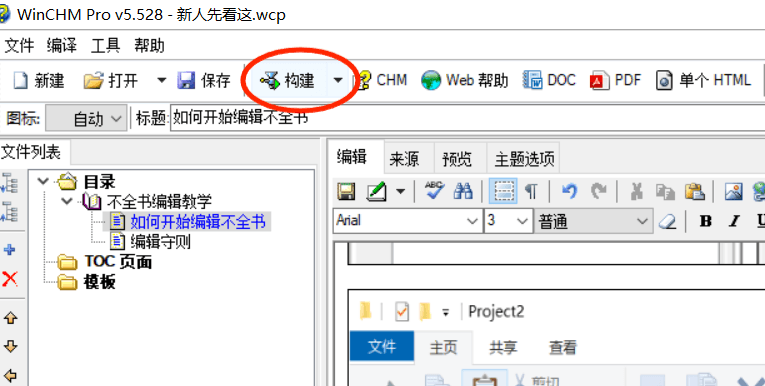 WinCHM Pro v5.528 - 新人先看这.wcp
文件 编译 工具 帮助
新建 打开 保存 构建 CHM Web 帮助 DOC PDF 单个 HTML
图标: 自动 标题: 如何开始编辑不全书
文件列表
目录
不全书编辑教学
如何开始编辑不全书
编辑守则
TOC 页面
模板
编辑 来源 预览 主题选项
ABC
Arial 3 普通 B I U
Project2
文件 主页 共享 查看
剪切